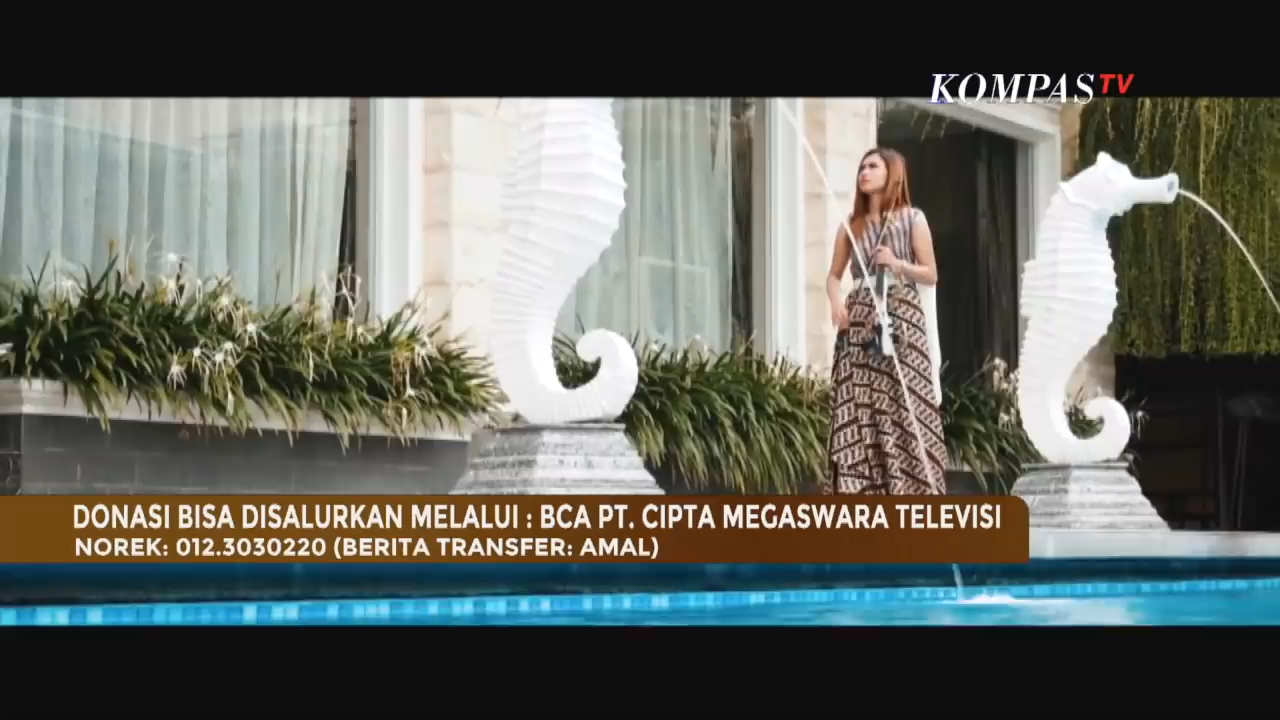 KOMPAS TV
DONASI BISA DISALURKAN MELALUI : BCA PT. CIPTA MEGASWARA TELEVISI
NOREK: 012.3030220 (BERITA TRANSFER: AMAL)